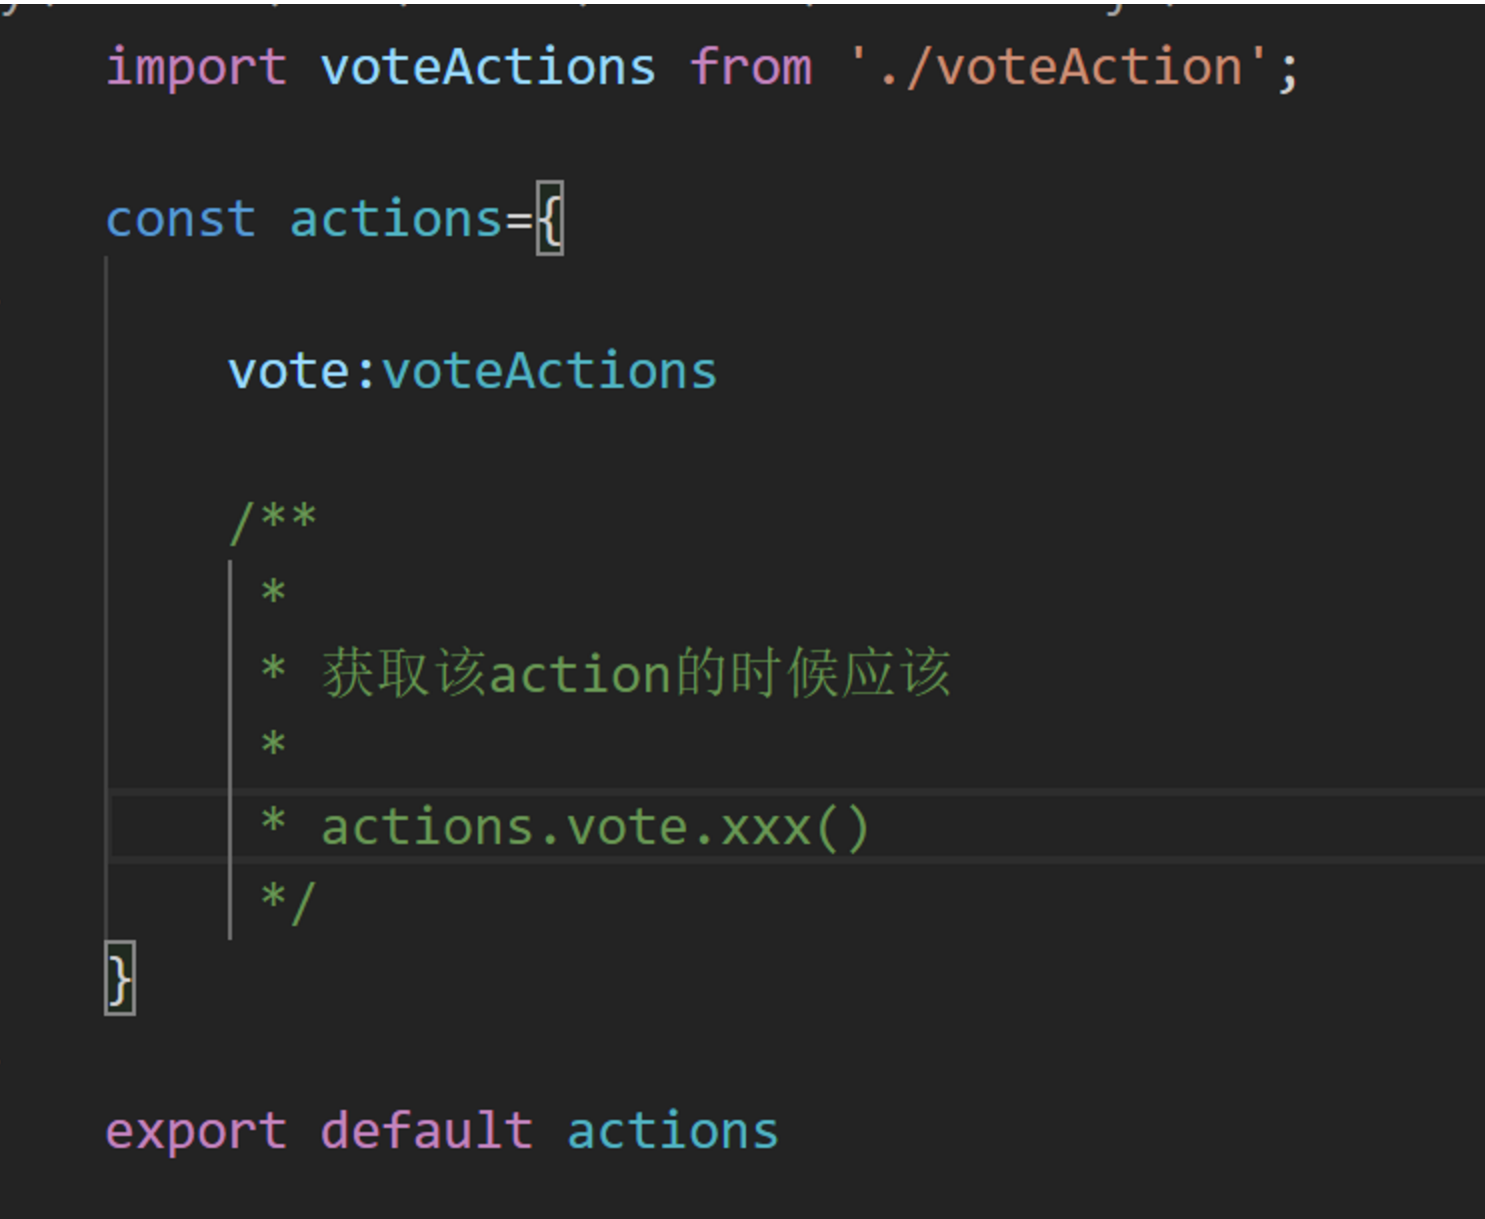 import voteActions from './voteAction';
const actions={
vote:voteActions
/**
*
* 获取该action的时候应该
*
* actions.vote.xxx()
*/
}
export default actions